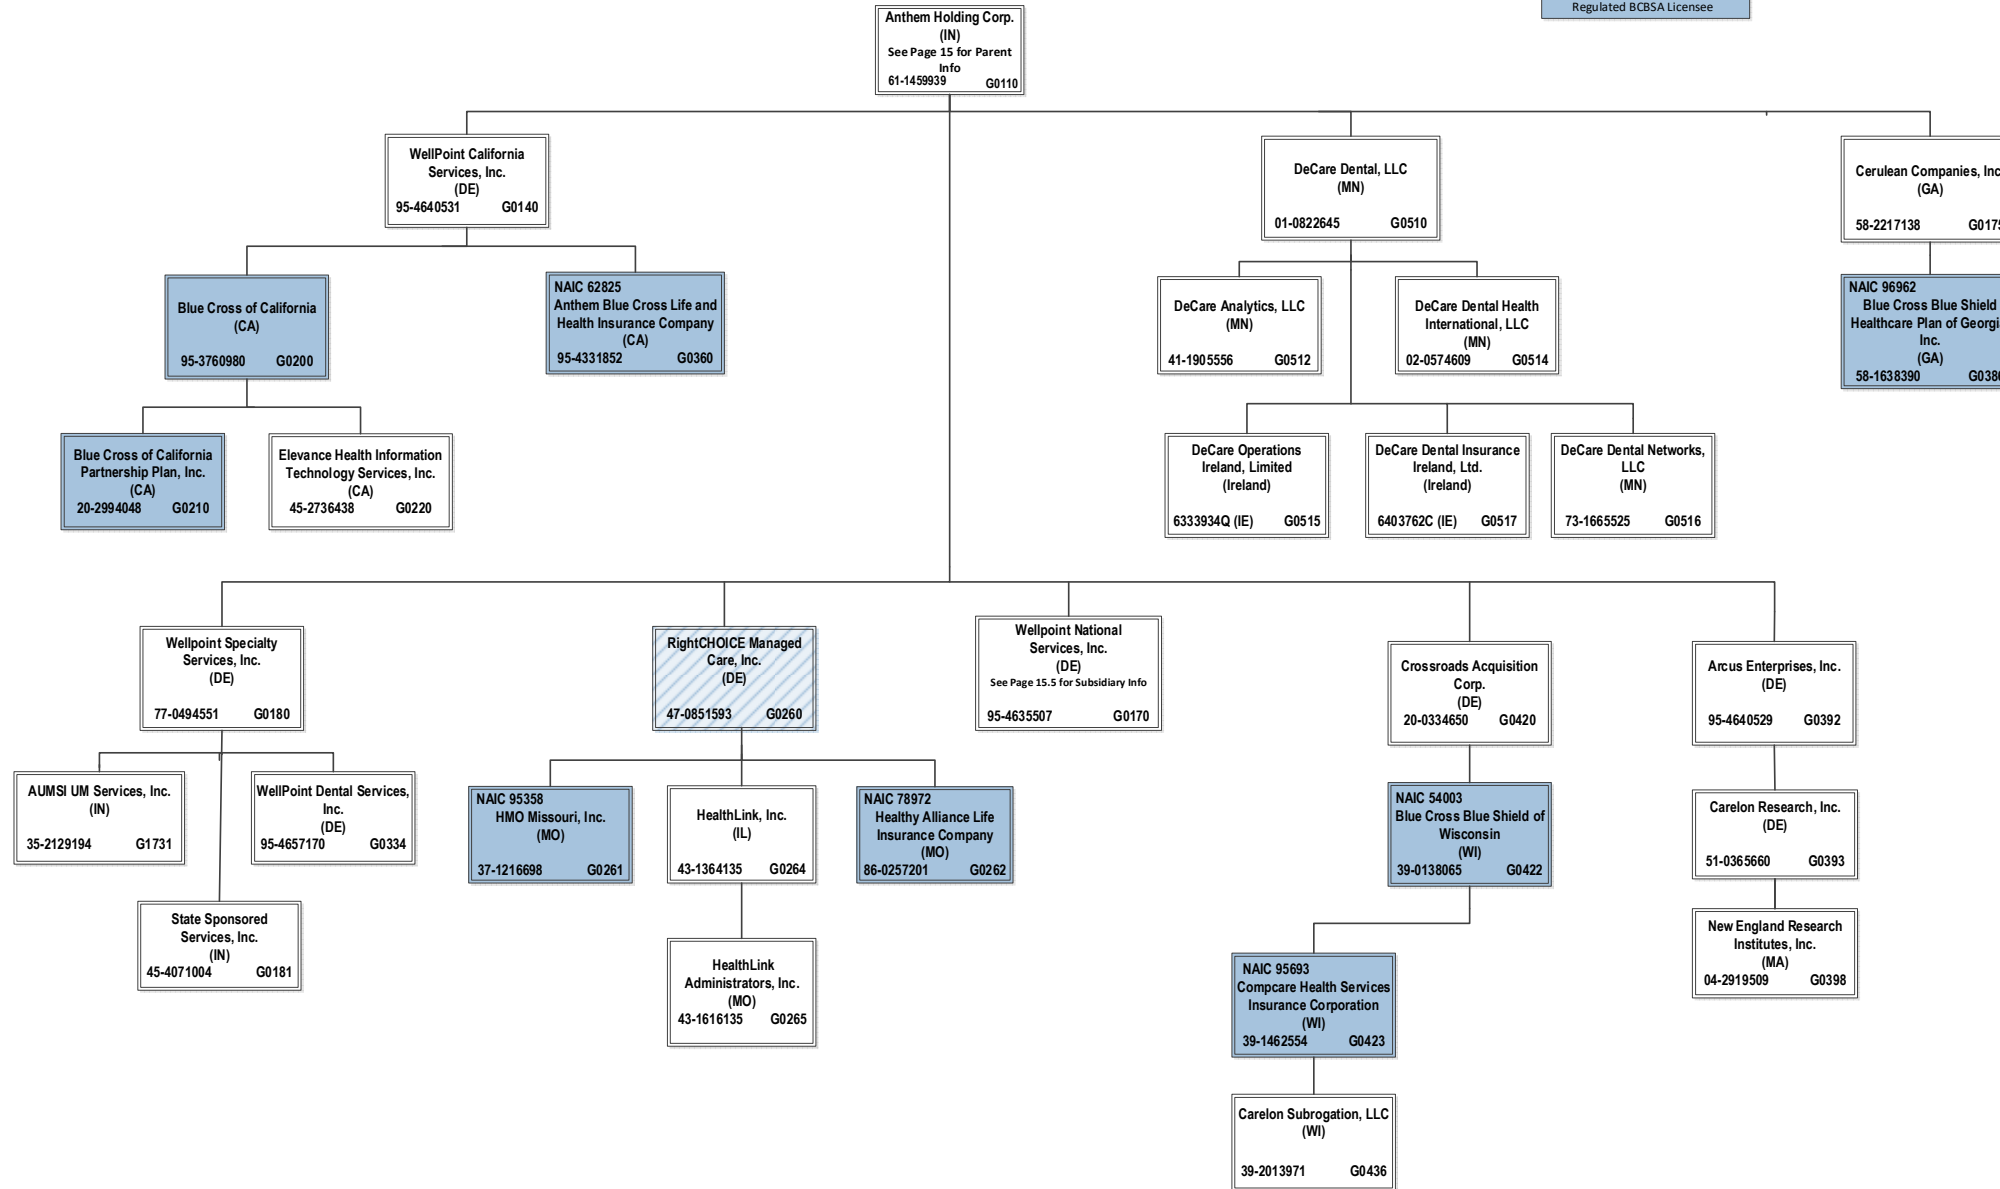 Regulated BCBSA Licensee
Anthem Holding Corp.
(IN)
See Page 15 for Parent
Info
61-1459939 G0110
WellPoint California
Services, Inc.
(DE)
95-4640531 G0140
DeCare Dental, LLC
(MN)
01-0822645 G0510
Cerulean Companies, Inc
(GA)
58-2217138 G0175
Blue Cross of California
(CA)
95-3760980 G0200
NAIC 62825
Anthem Blue Cross Life and
Health Insurance Company
(CA)
95-4331852 G0360
DeCare Analytics, LLC
(MN)
41-1905556 G0512
DeCare Dental Health
International, LLC
(MN)
02-0574609 G0514
NAIC 96962
Blue Cross Blue Shield
Healthcare Plan of Georgia
Inc.
(GA)
58-1638390 G0380
Blue Cross of California
Partnership Plan, Inc.
(CA)
20-2994048 G0210
Elevance Health Information
Technology Services, Inc.
(CA)
45-2736438 G0220
DeCare Operations
Ireland, Limited
(Ireland)
6333934Q (IE) G0515
DeCare Dental Insurance
Ireland, Ltd.
(Ireland)
6403762C (IE) G0517
DeCare Dental Networks,
LLC
(MN)
73-1665525 G0516
Wellpoint Specialty
Services, Inc.
(DE)
77-0494551 G0180
RightCHOICE Managed
Care, Inc.
(DE)
47-0851593 G0260
Wellpoint National
Services, Inc.
(DE)
See Page 15.5 for Subsidiary Info
95-4635507 G0170
Crossroads Acquisition
Corp.
(DE)
20-0334650 G0420
Arcus Enterprises, Inc.
(DE)
95-4640529 G0392
AUMSI UM Services, Inc.
(IN)
35-2129194 G1731
WellPoint Dental Services,
Inc.
(DE)
95-4657170 G0334
NAIC 95358
HMO Missouri, Inc.
(MO)
37-1216698 G0261
HealthLink, Inc.
(IL)
43-1364135 G0264
NAIC 78972
Healthy Alliance Life
Insurance Company
(MO)
86-0257201 G0262
NAIC 54003
Blue Cross Blue Shield of
Wisconsin
(WI)
39-0138065 G0422
Carelon Research, Inc.
(DE)
51-0365660 G0393
State Sponsored
Services, Inc.
(IN)
45-4071004 G0181
HealthLink
Administrators, Inc.
(MO)
43-1616135 G0265
New England Research
Institutes, Inc.
(MA)
04-2919509 G0398
NAIC 95693
Compcare Health Services
Insurance Corporation
(WI)
39-1462554 G0423
Carelon Subrogation, LLC
(WI)
39-2013971 G0436